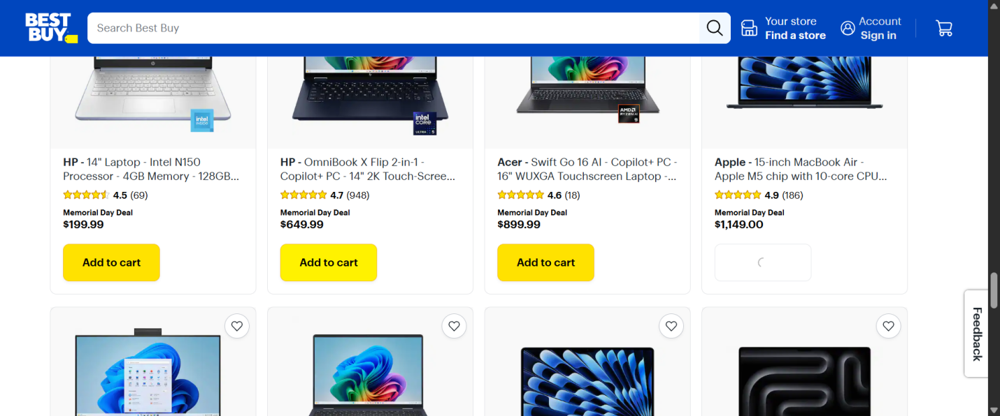 BEST
BUY
Search Best Buy
Your store
Find a store
Account
Sign in
intel
inside
intel
CORE
ULTRA 5
AMD
RYZEN AI
9
HP - 14" Laptop - Intel N150
Processor - 4GB Memory - 128GB...
4.5 (69)
Memorial Day Deal
$199.99
Add to cart
HP - OmniBook X Flip 2-in-1 -
Copilot+ PC - 14" 2K Touch-Scree...
4.7 (948)
Memorial Day Deal
$649.99
Add to cart
Acer - Swift Go 16 AI - Copilot+ PC -
16" WUXGA Touchscreen Laptop -...
4.6 (18)
Memorial Day Deal
$899.99
Add to cart
Apple - 15-inch MacBook Air -
Apple M5 chip with 10-core CPU...
4.9 (186)
Memorial Day Deal
$1,149.00
Feedback